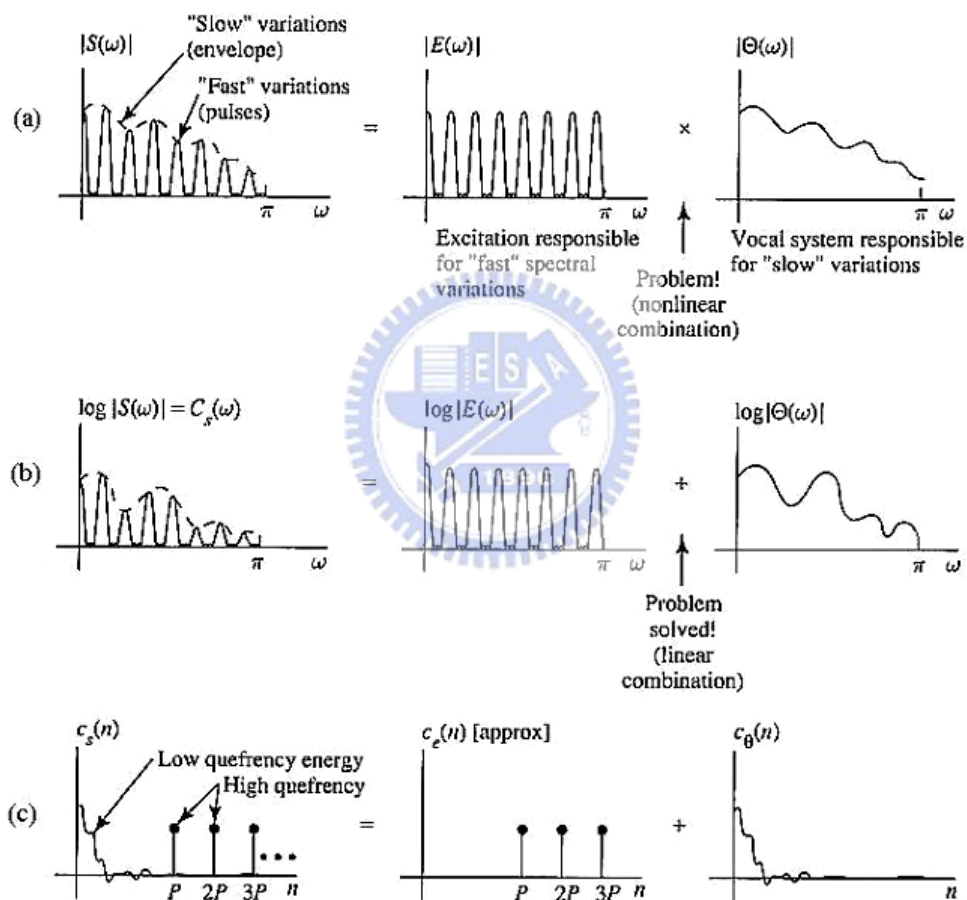 |S(ω)|
"Slow" variations
(envelope)
"Fast" variations
(pulses)
(a)
π ω
=
|E(ω)|
π ω
Excitation responsible
for "fast" spectral
variations
×
Problem!
(nonlinear
combination)
|Θ(ω)|
π ω
Vocal system responsible
for "slow" variations
E S A
1896
(b)
log |S(ω)| = C_s(ω)
π ω
=
log|E(ω)|
π ω
+
Problem
solved!
(linear
combination)
log|Θ(ω)|
π ω
(c)
c_s(n)
Low quefrency energy
High quefrency
P 2P 3P n
=
c_e(n) [approx]
P 2P 3P n
+
c_θ(n)
n